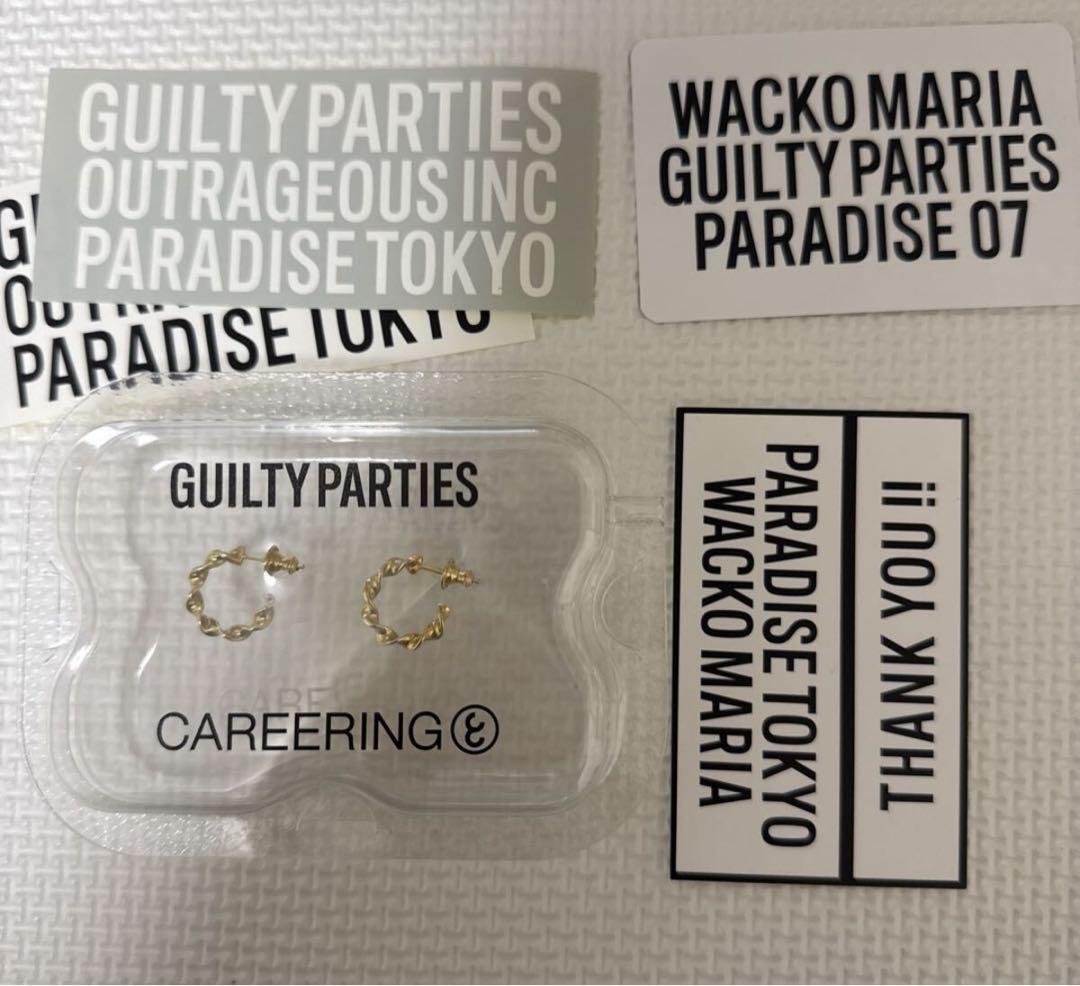 GUILTY PARTIES
OUTRAGEOUS INC
PARADISE TOKYO
WACKO MARIA
GUILTY PARTIES
PARADISE 07
PARADISE TOKYO
GUILTY PARTIES
CAREERING
THANK YOU!!
PARADISE TOKYO
WACKO MARIA